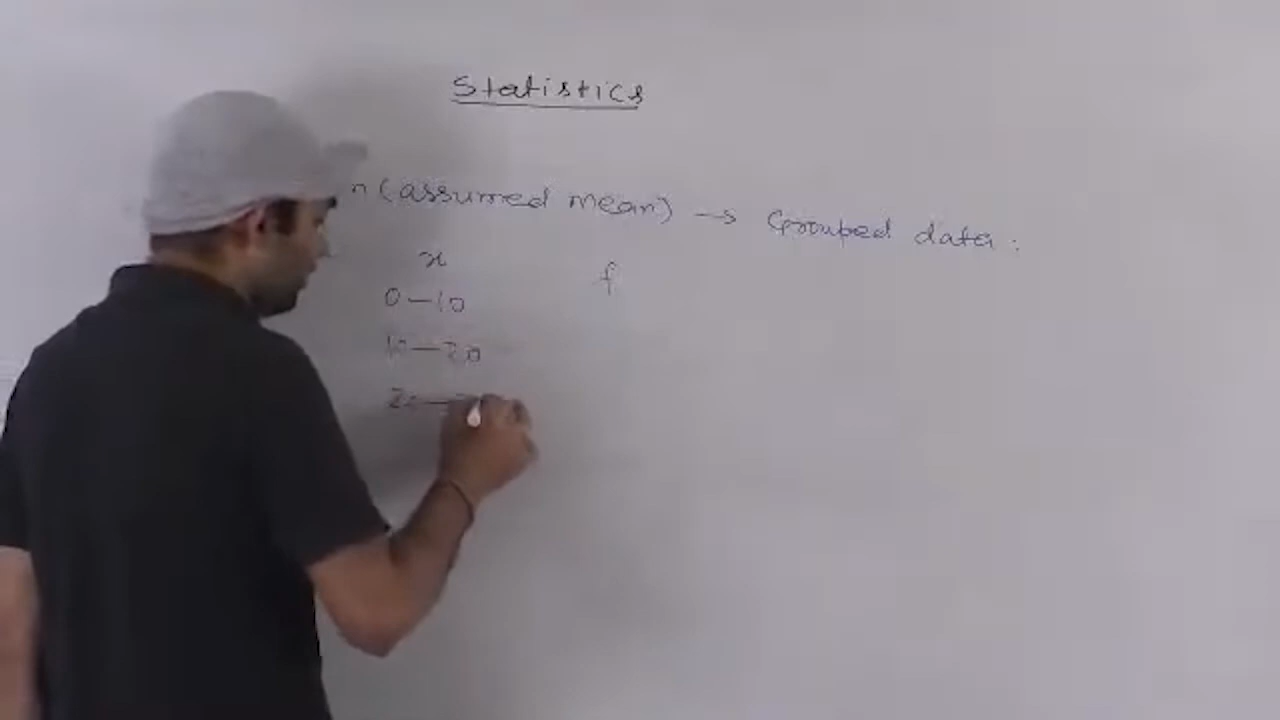 Statistics
n (assumed mean) → Grouped data :
x f
0-10
10-20
20-